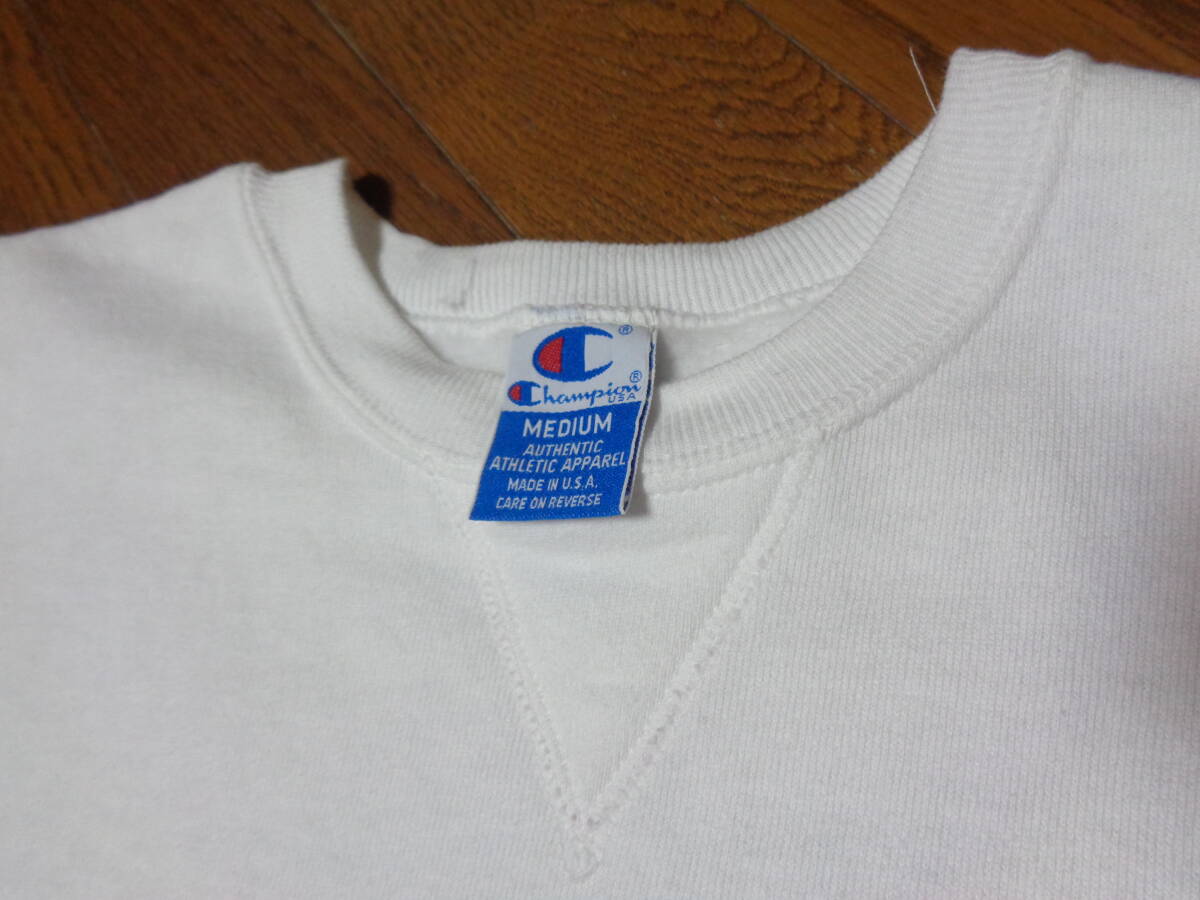 C ®
Champion ®
USA
MEDIUM
AUTHENTIC
ATHLETIC APPAREL
MADE IN U.S.A.
CARE ON REVERSE